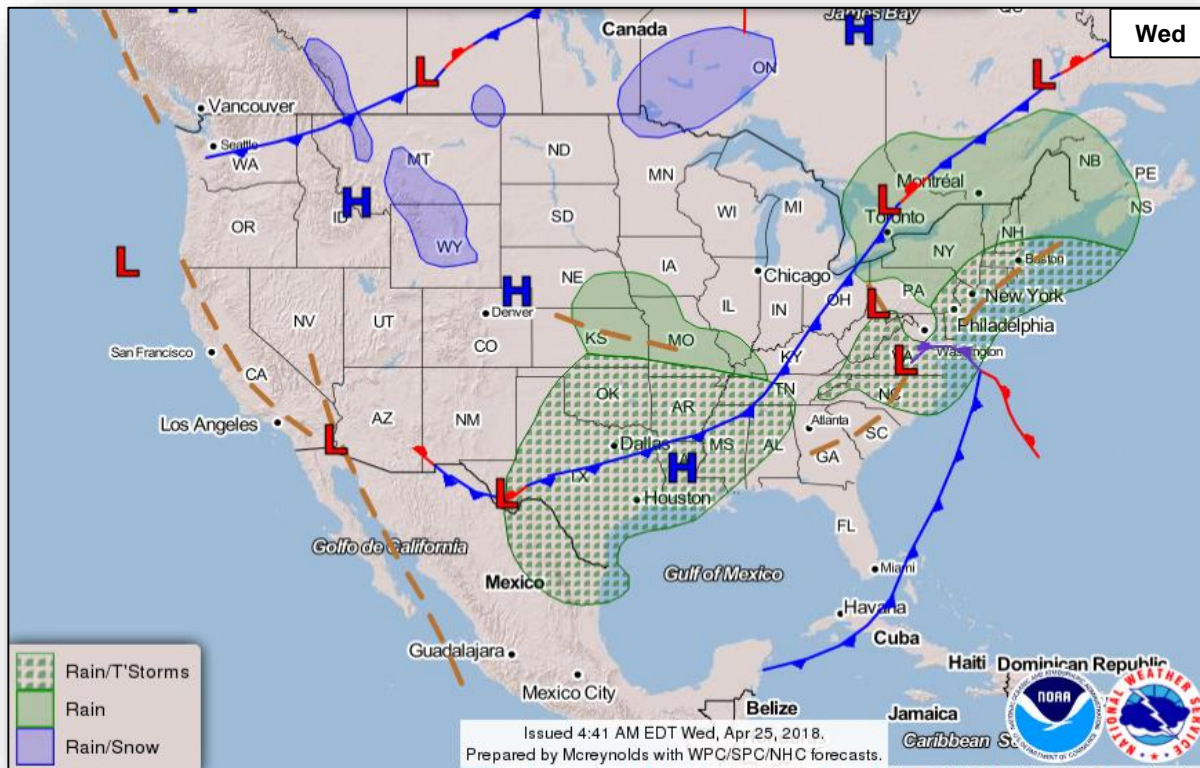 Wed
James Bay
Canada
H
H
L
L
ON
Vancouver
Seattle
WA
MT
ND
MN
NB
PE
NS
Montréal
L
Toronto
H
ID
OR
SD
WI
MI
NH
NY
Boston
WY
L
H
NE
IA
Chicago
IL
IN
OH
PA
L
New York
Philadelphia
NV
UT
Denver
CO
KS
MO
KY
VA
L
Washington
San Francisco
CA
OK
AR
TN
NC
Los Angeles
AZ
NM
L
Dallas
MS
AL
Atlanta
GA
SC
H
L
TX
Houston
FL
Golfo de California
Mexico
Gulf of Mexico
Miami
Havana
Cuba
Guadalajara
Mexico City
Haiti
Dominican Republic
Belize
Jamaica
Caribbean
Rain/T'Storms
Rain
Rain/Snow
Issued 4:41 AM EDT Wed, Apr 25, 2018.
Prepared by Mcreynolds with WPC/SPC/NHC forecasts.
NOAA
NATIONAL WEATHER SERVICE